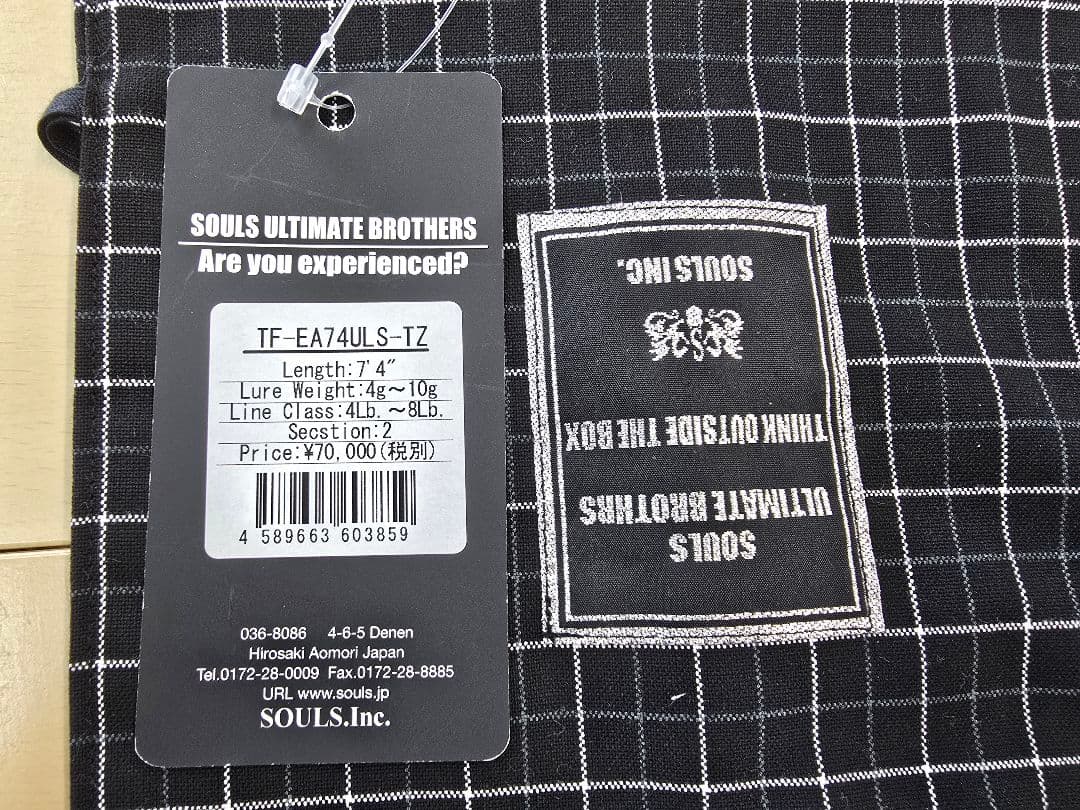 SOULS ULTIMATE BROTHERS
Are you experienced?
TF-EA74ULS-TZ
Length:7'4"
Lure Weight:4g～10g
Line Class:4Lb.～8Lb.
Secstion:2
Price:¥70,000(税別)
4 589663 603859
036-8086 4-6-5 Denen
Hirosaki Aomori Japan
Tel.0172-28-0009 Fax.0172-28-8885
URL www.souls.jp
SOULS.Inc.
SOULS
ULTIMATE BROTHRS
THINK OUTSIDE THE BOX
SOULS INC.